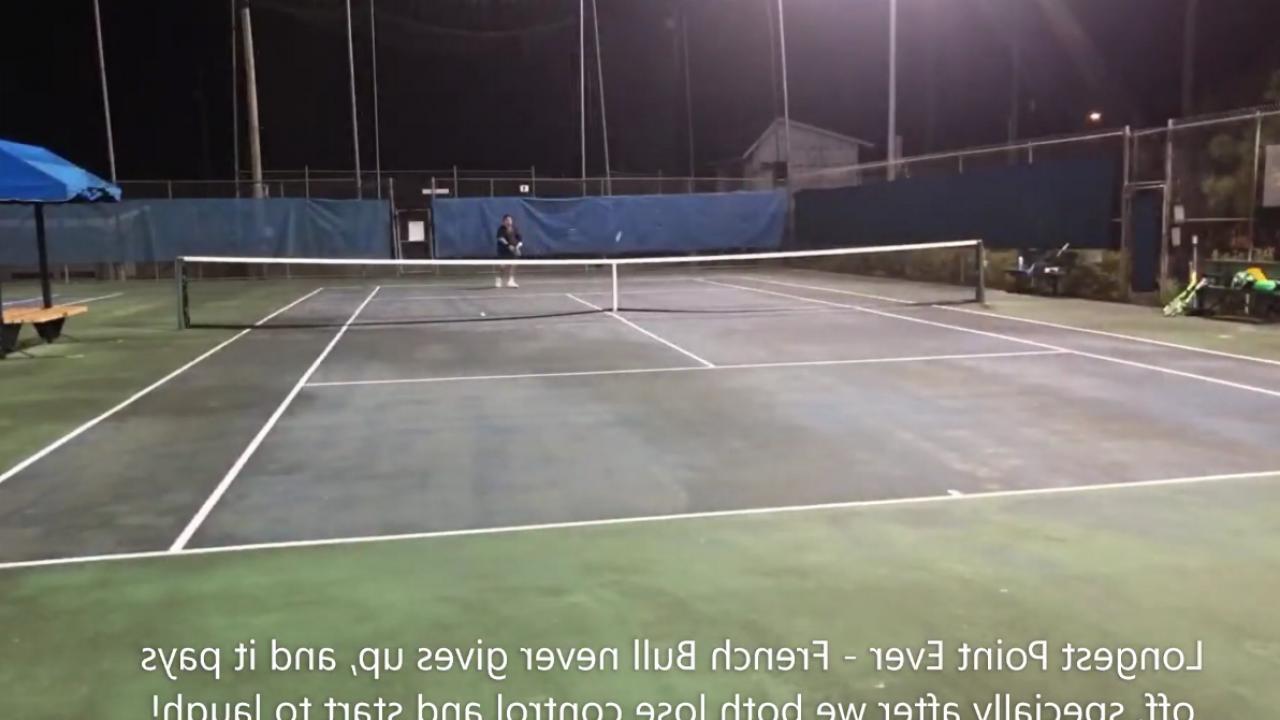 Longest Point Ever - French Bull never gives up, and it pays
off, specially after we both lose control and start to laugh!